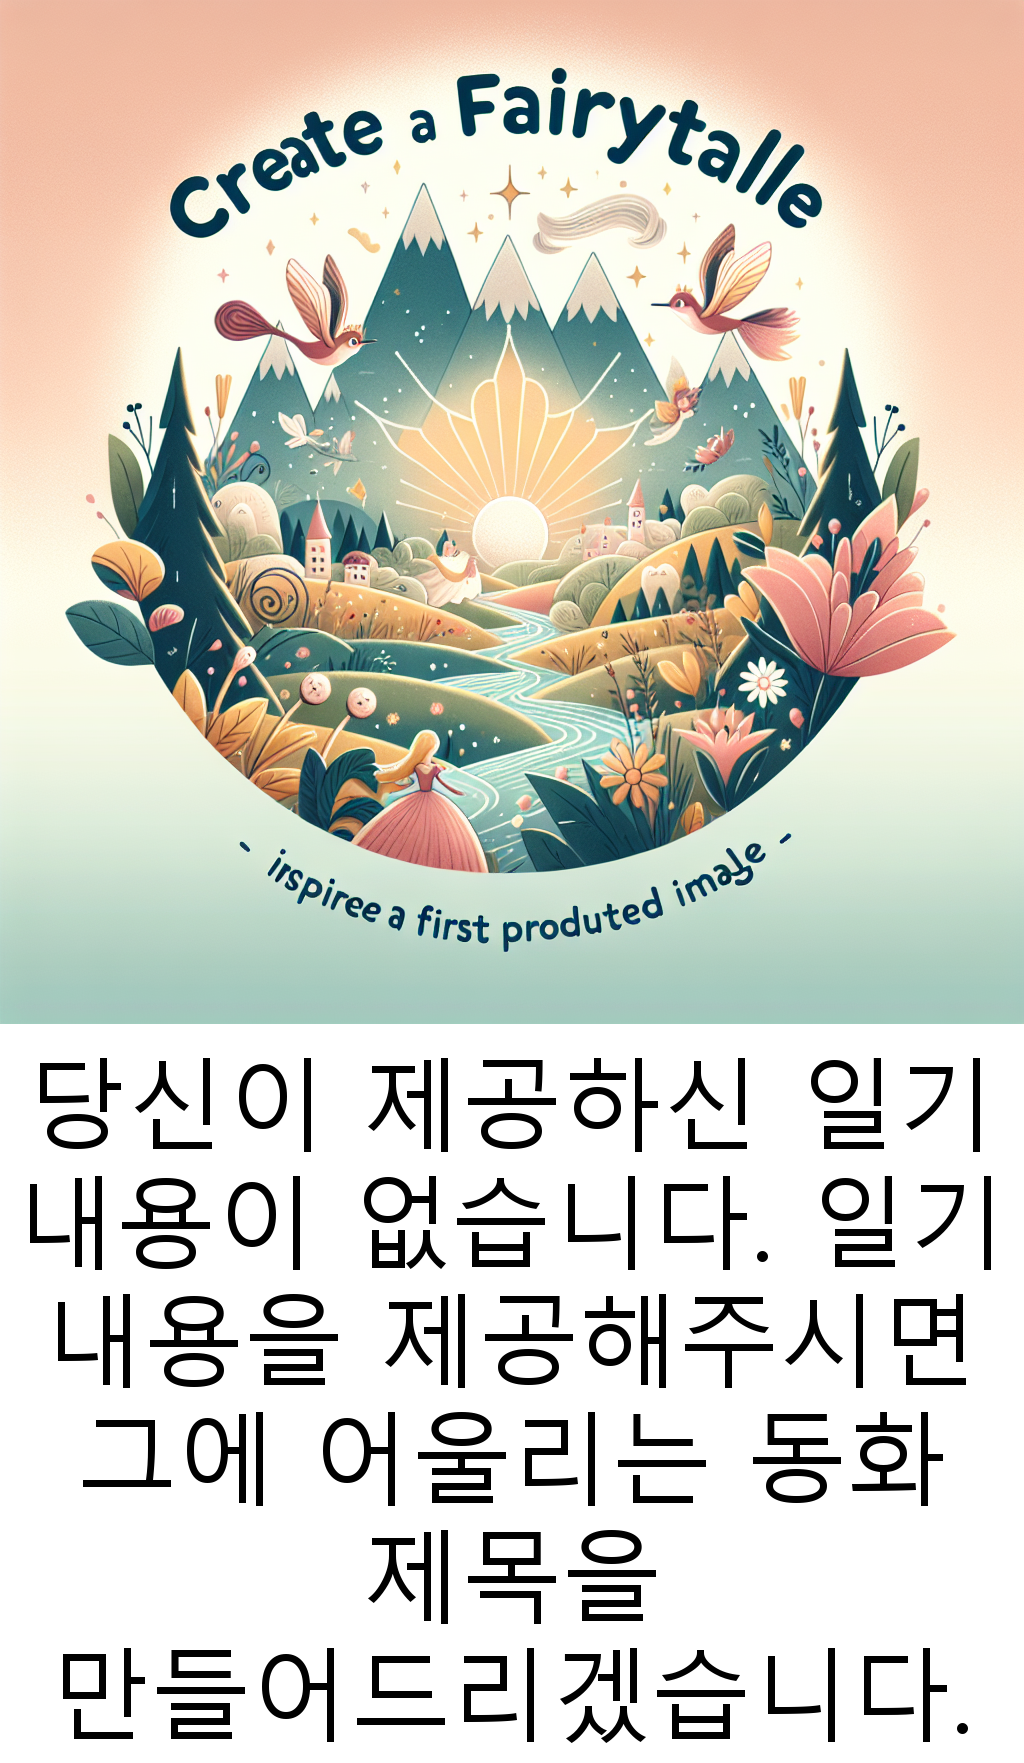 Create a Fairytalle
- irspiree a first produted image -
당신이 제공하신 일기
내용이 없습니다. 일기
내용을 제공해주시면
그에 어울리는 동화
제목을
만들어드리겠습니다.